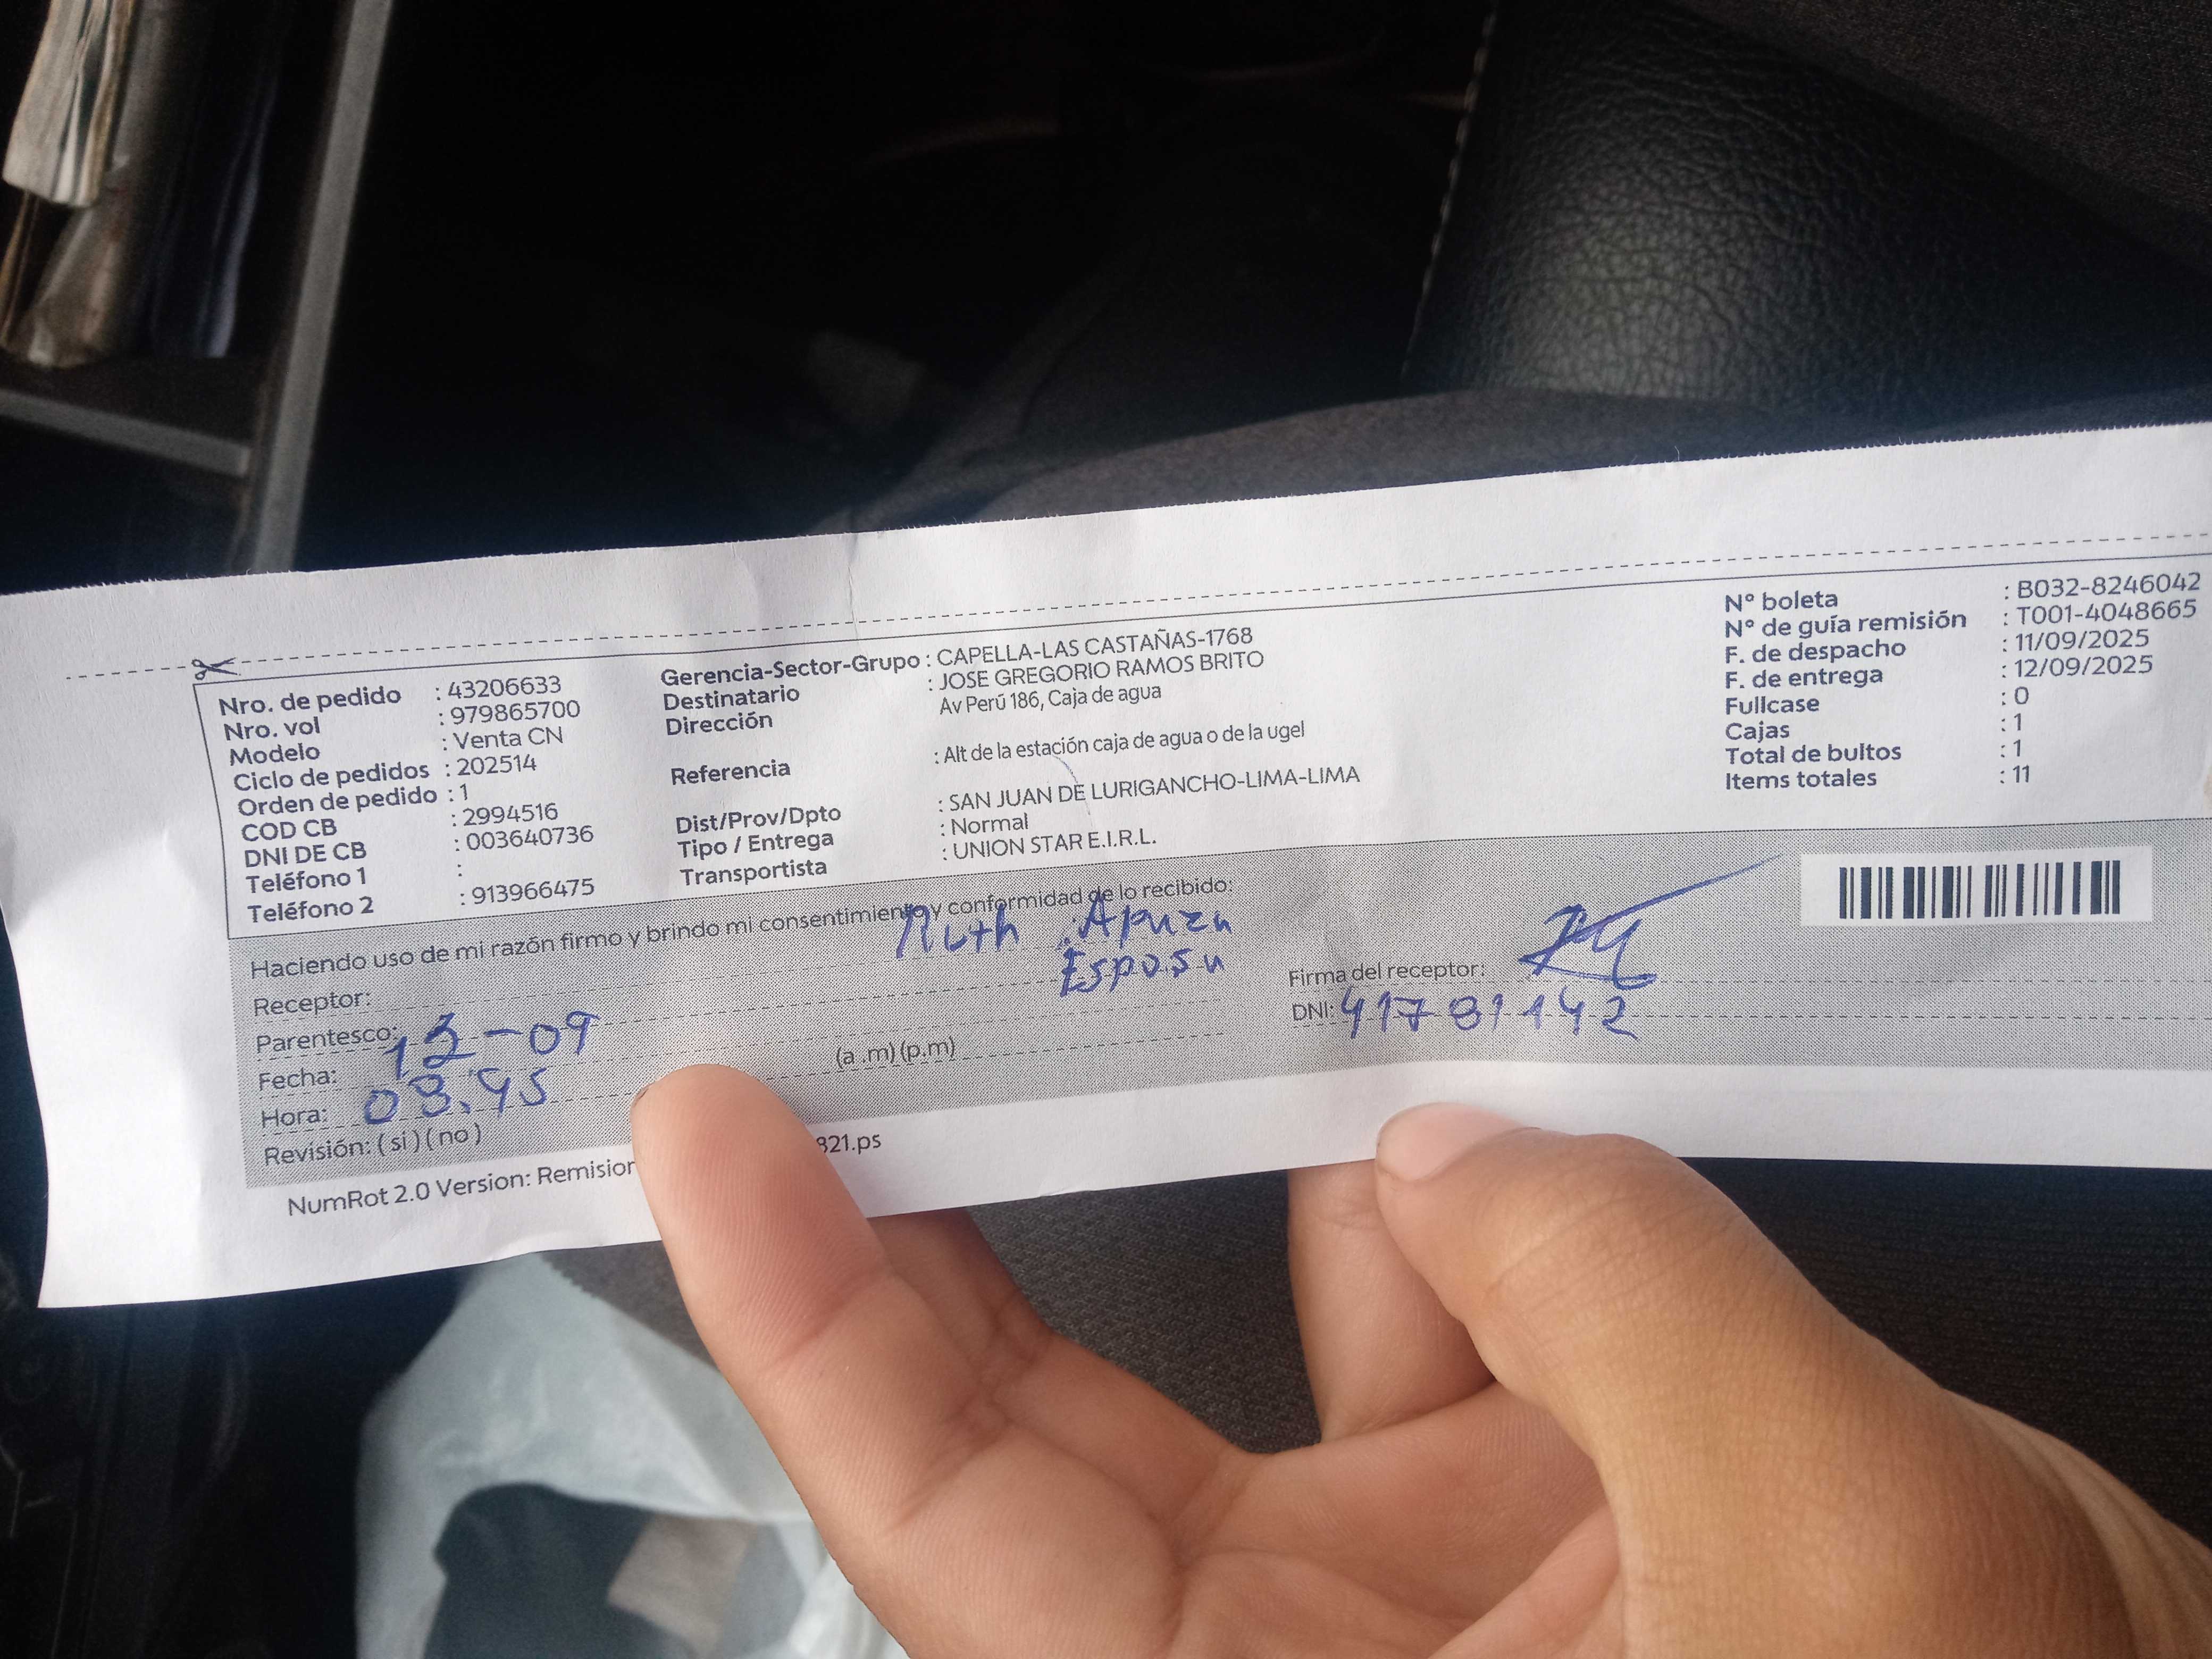 Nro. de pedido : 43206633
Nro. vol : 979865700
Modelo : Venta CN
Ciclo de pedidos : 202514
Orden de pedido : 1
COD CB : 2994516
DNI DE CB : 003640736
Teléfono 1 :
Teléfono 2 : 913966475
Gerencia-Sector-Grupo : CAPELLA-LAS CASTAÑAS-1768
Destinatario : JOSE GREGORIO RAMOS BRITO
Dirección Av Perú 186, Caja de agua
Referencia : Alt de la estación caja de agua o de la ugel
Dist/Prov/Dpto : SAN JUAN DE LURIGANCHO-LIMA-LIMA
Tipo / Entrega : Normal
Transportista : UNION STAR E.I.R.L.
N° boleta : B032-8246042
N° de guía remisión : T001-4048665
F. de despacho : 11/09/2025
F. de entrega : 12/09/2025
Fullcase : 0
Cajas : 1
Total de bultos : 1
Items totales : 11
Haciendo uso de mi razón firmo y brindo mi consentimiento y conformidad de lo recibido:
Receptor: Ruth
Parentesco: Esposa
Fecha: 12-09
Hora: 08.45 (a .m) (p.m)
Revisión: ( si ) ( no )
Firma del receptor:
DNI: 41781142
NumRot 2.0 Version: Remision 821.ps